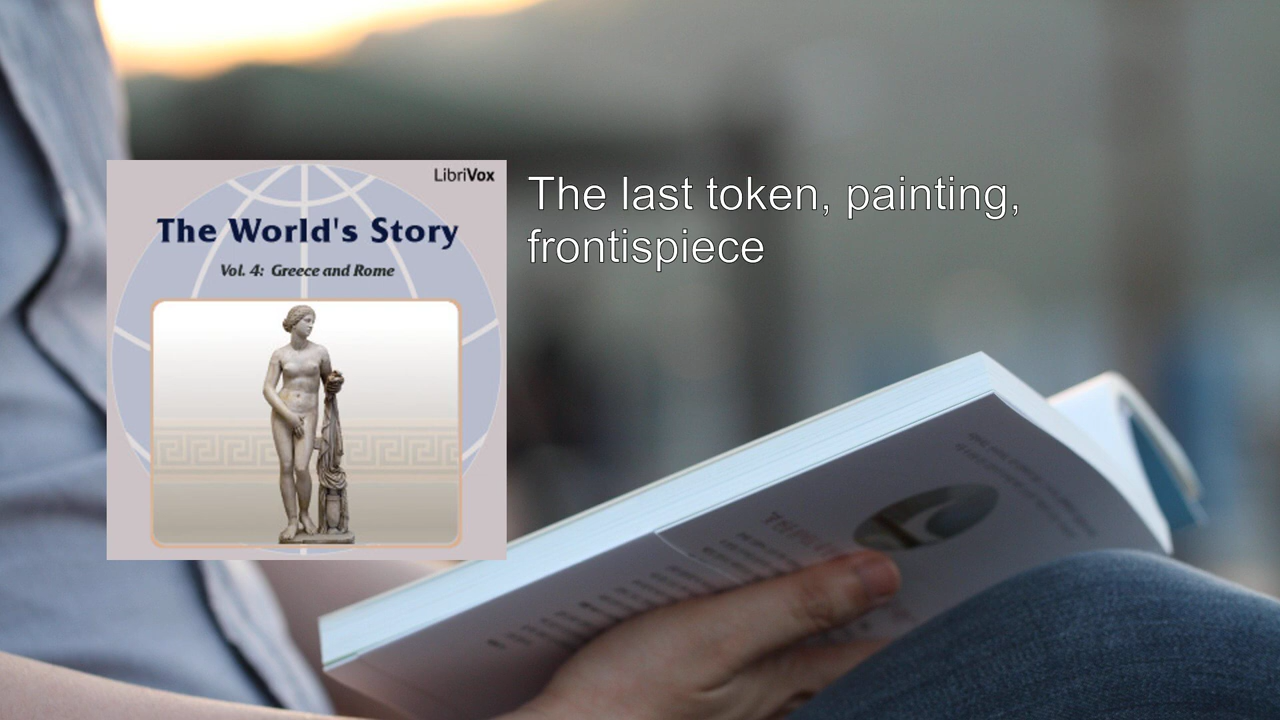 LibriVox
The World's Story
Vol. 4: Greece and Rome
The last token, painting,
frontispiece